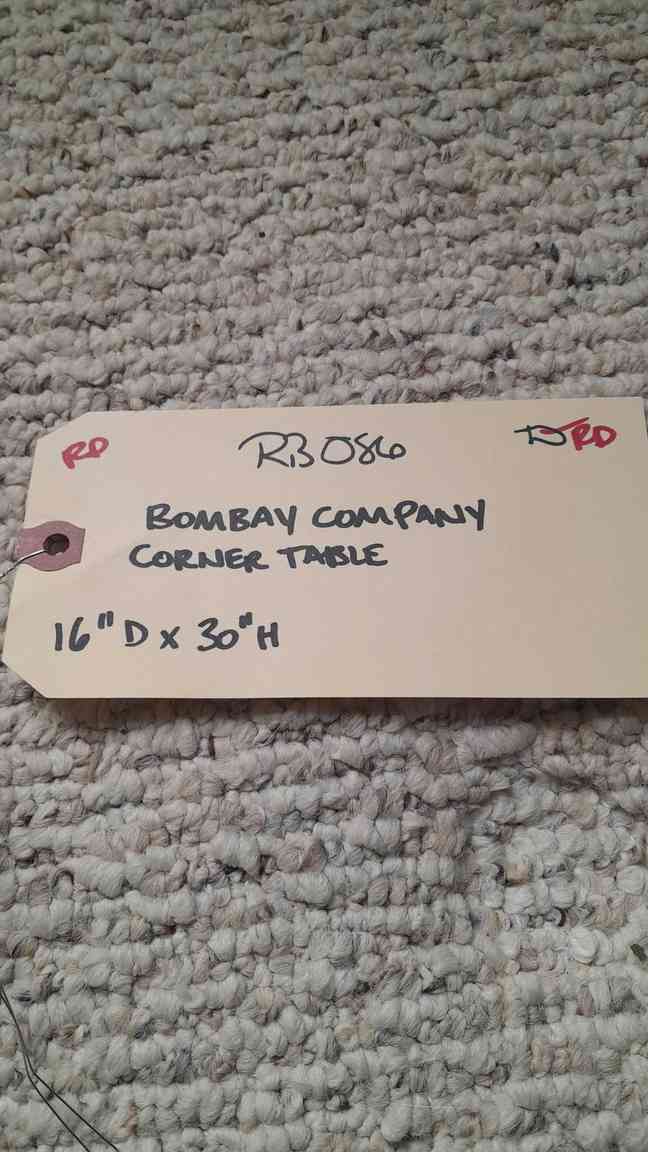 RD RB086 D RD
BOMBAY COMPANY
CORNER TABLE
16" D x 30" H